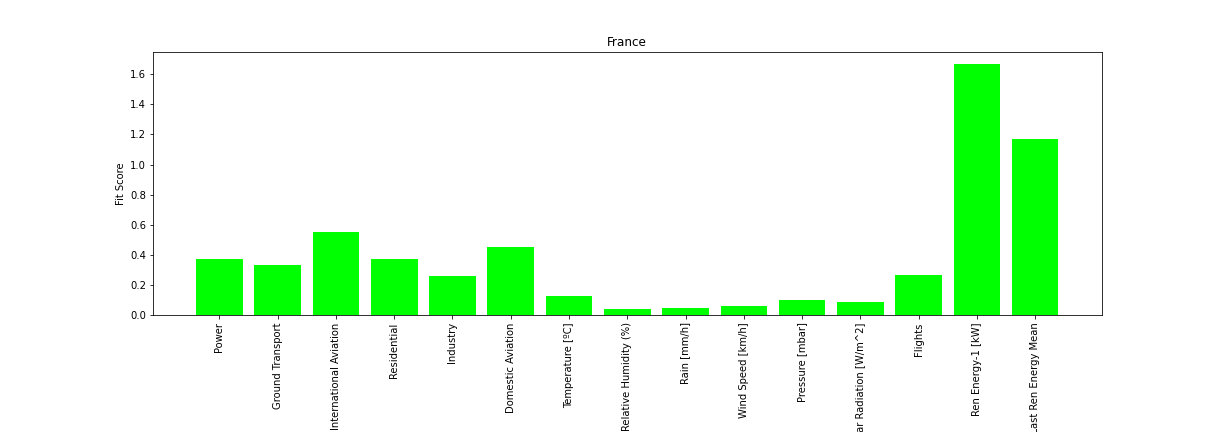 France
Fit Score
1.6
1.4
1.2
1.0
0.8
0.6
0.4
0.2
0.0
Power
Ground Transport
International Aviation
Residential
Industry
Domestic Aviation
Temperature [ºC]
Relative Humidity (%)
Rain [mm/h]
Wind Speed [km/h]
Pressure [mbar]
ar Radiation [W/m^2]
Flights
Ren Energy-1 [kW]
Last Ren Energy Mean